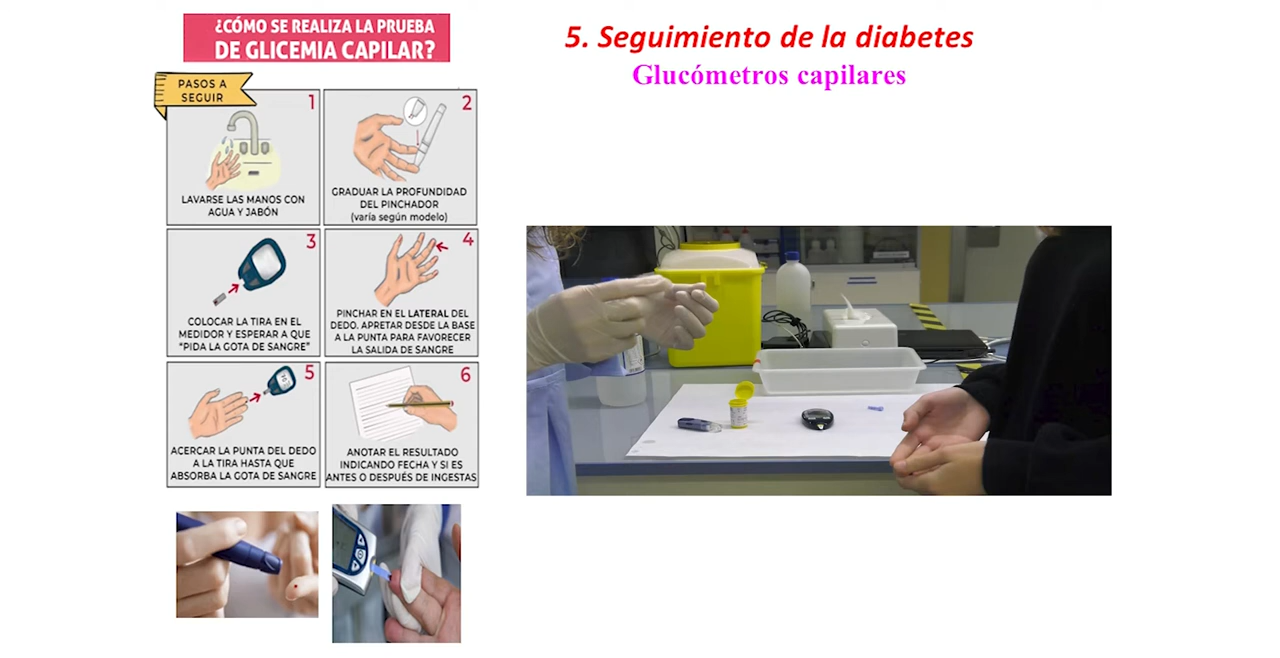 ¿CÓMO SE REALIZA LA PRUEBA
DE GLICEMIA CAPILAR?
PASOS A
SEGUIR
1
LAVARSE LAS MANOS CON
AGUA Y JABÓN
2
GRADUAR LA PROFUNDIDAD
DEL PINCHADOR
(varía según modelo)
3
COLOCAR LA TIRA EN EL
MEDIDOR Y ESPERAR A QUE
"PIDA LA GOTA DE SANGRE"
4
PINCHAR EN EL LATERAL DEL
DEDO. APRETAR DESDE LA BASE
A LA PUNTA PARA FAVORECER
LA SALIDA DE SANGRE
5
ACERCAR LA PUNTA DEL DEDO
A LA TIRA HASTA QUE
ABSORBA LA GOTA DE SANGRE
6
ANOTAR EL RESULTADO
INDICANDO FECHA Y SI ES
ANTES O DESPUÉS DE INGESTAS
5. Seguimiento de la diabetes
Glucómetros capilares